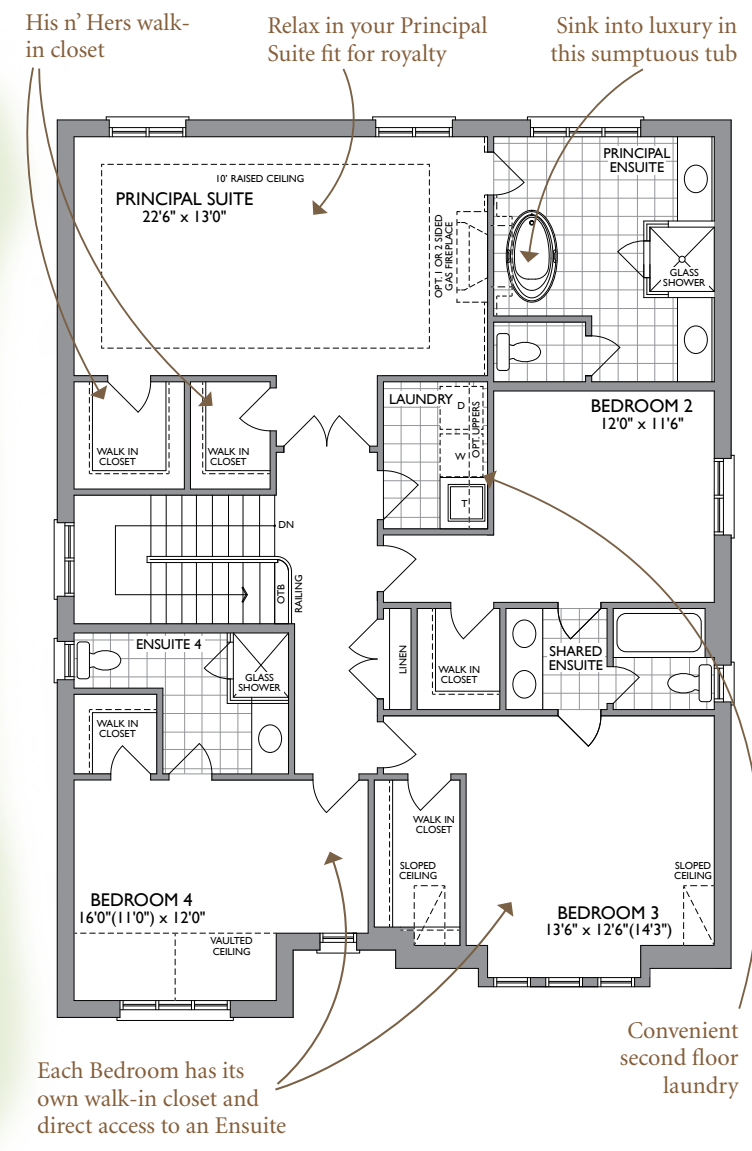 His n' Hers walk-
in closet
Relax in your Principal
Suite fit for royalty
Sink into luxury in
this sumptuous tub
10' RAISED CEILING
PRINCIPAL SUITE
22'6" x 13'0"
OPT. 1 OR 2 SIDED
GAS FIREPLACE
PRINCIPAL
ENSUITE
GLASS
SHOWER
WALK IN
CLOSET
WALK IN
CLOSET
LAUNDRY
D
W
T
OPT. UPPERS
BEDROOM 2
12'0" x 11'6"
DN
OTB
RAILING
ENSUITE 4
GLASS
SHOWER
WALK IN
CLOSET
LINEN
WALK IN
CLOSET
SHARED
ENSUITE
WALK IN
CLOSET
SLOPED
CEILING
SLOPED
CEILING
BEDROOM 4
16'0"(11'0") x 12'0"
VAULTED
CEILING
BEDROOM 3
13'6" x 12'6"(14'3")
Each Bedroom has its
own walk-in closet and
direct access to an Ensuite
Convenient
second floor
laundry